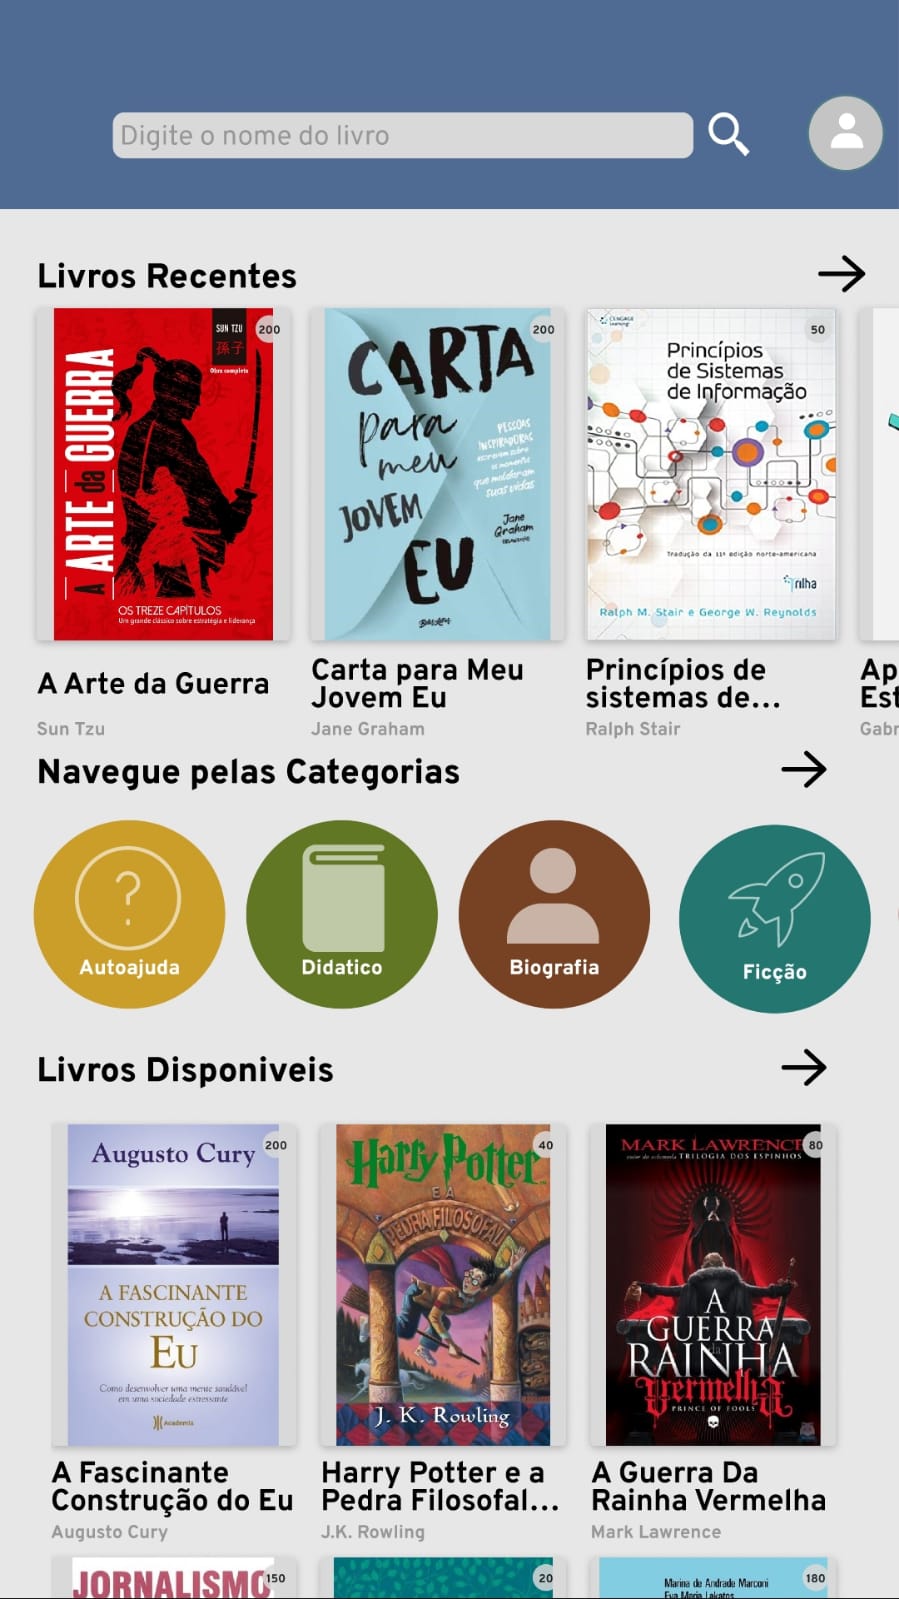 Digite o nome do livro
Livros Recentes
SUN TZU
200
孫子
Obra completa
A ARTE da GUERRA
OS TREZE CAPÍTULOS
Um grande clássico sobre estratégia e liderança
200
CARTA
para
meu
JOVEM
EU
PESSOAS
INSPIRADORAS
escrevem sobre
os momentos
que moldaram
suas vidas
Jane
Graham
50
CENGAGE
Learning
Princípios
de Sistemas
de Informação
Tradução da 11ª edição norte-americana
Trilha
Ralph M. Stair e George W. Reynolds
A Arte da Guerra
Sun Tzu
Carta para Meu
Jovem Eu
Jane Graham
Princípios de
sistemas de...
Ralph Stair
Ap
Est
Gabr
Navegue pelas Categorias
?
Autoajuda
Didatico
Biografia
Ficção
Livros Disponiveis
200
Augusto Cury
A FASCINANTE
CONSTRUÇÃO DO
EU
Como desenvolver uma mente saudável
em uma sociedade estressante
Academia
40
Harry Potter
E A
PEDRA FILOSOFAL
J. K. Rowling
80
MARK LAWRENCE
autor da aclamada TRILOGIA DOS ESPINHOS
A
GUERRA
da
RAINHA
Vermelha
PRINCE OF FOOLS
A Fascinante
Construção do Eu
Augusto Cury
Harry Potter e a
Pedra Filosofal...
J.K. Rowling
A Guerra Da
Rainha Vermelha
Mark Lawrence
JORNALISMO
150
20
180
Marina de Andrade Marconi
Eva Maria Lakatos